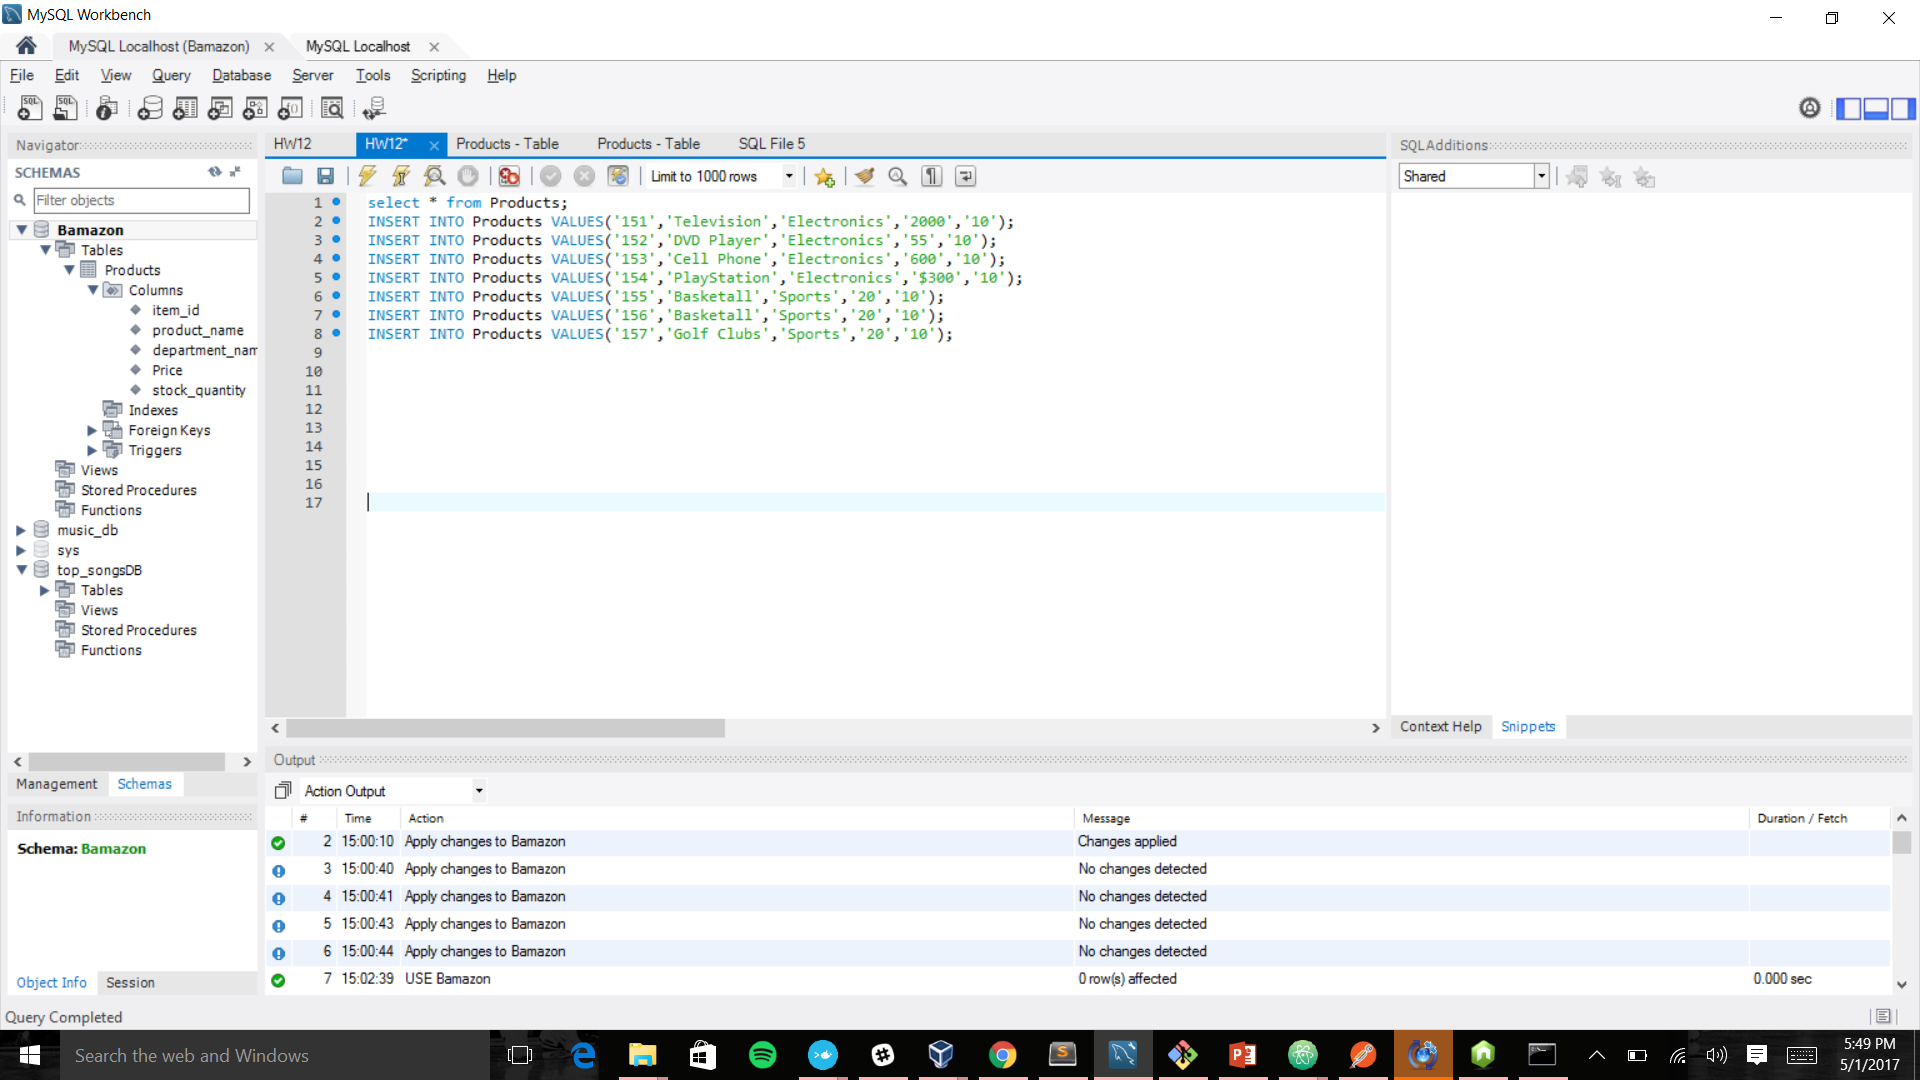 MySQL Workbench
MySQL Localhost (Bamazon)
MySQL Localhost
File Edit View Query Database Server Tools Scripting Help
Navigator
SCHEMAS
Filter objects
Bamazon
Tables
Products
Columns
item_id
product_name
department_nam
Price
stock_quantity
Indexes
Foreign Keys
Triggers
Views
Stored Procedures
Functions
music_db
sys
top_songsDB
Tables
Views
Stored Procedures
Functions
Management Schemas
Information
Schema: Bamazon
Object Info Session
HW12 HW12* Products - Table Products - Table SQL File 5
Limit to 1000 rows
1 select * from Products;
2 INSERT INTO Products VALUES('151','Television','Electronics','2000','10');
3 INSERT INTO Products VALUES('152','DVD Player','Electronics','55','10');
4 INSERT INTO Products VALUES('153','Cell Phone','Electronics','600','10');
5 INSERT INTO Products VALUES('154','PlayStation','Electronics','$300','10');
6 INSERT INTO Products VALUES('155','Basketall','Sports','20','10');
7 INSERT INTO Products VALUES('156','Basketall','Sports','20','10');
8 INSERT INTO Products VALUES('157','Golf Clubs','Sports','20','10');
9
10
11
12
13
14
15
16
17
SQLAdditions
Shared
Context Help Snippets
Output
Action Output
# Time Action Message Duration / Fetch
2 15:00:10 Apply changes to Bamazon Changes applied
3 15:00:40 Apply changes to Bamazon No changes detected
4 15:00:41 Apply changes to Bamazon No changes detected
5 15:00:43 Apply changes to Bamazon No changes detected
6 15:00:44 Apply changes to Bamazon No changes detected
7 15:02:39 USE Bamazon 0 row(s) affected 0.000 sec
Query Completed
Search the web and Windows
5:49 PM
5/1/2017